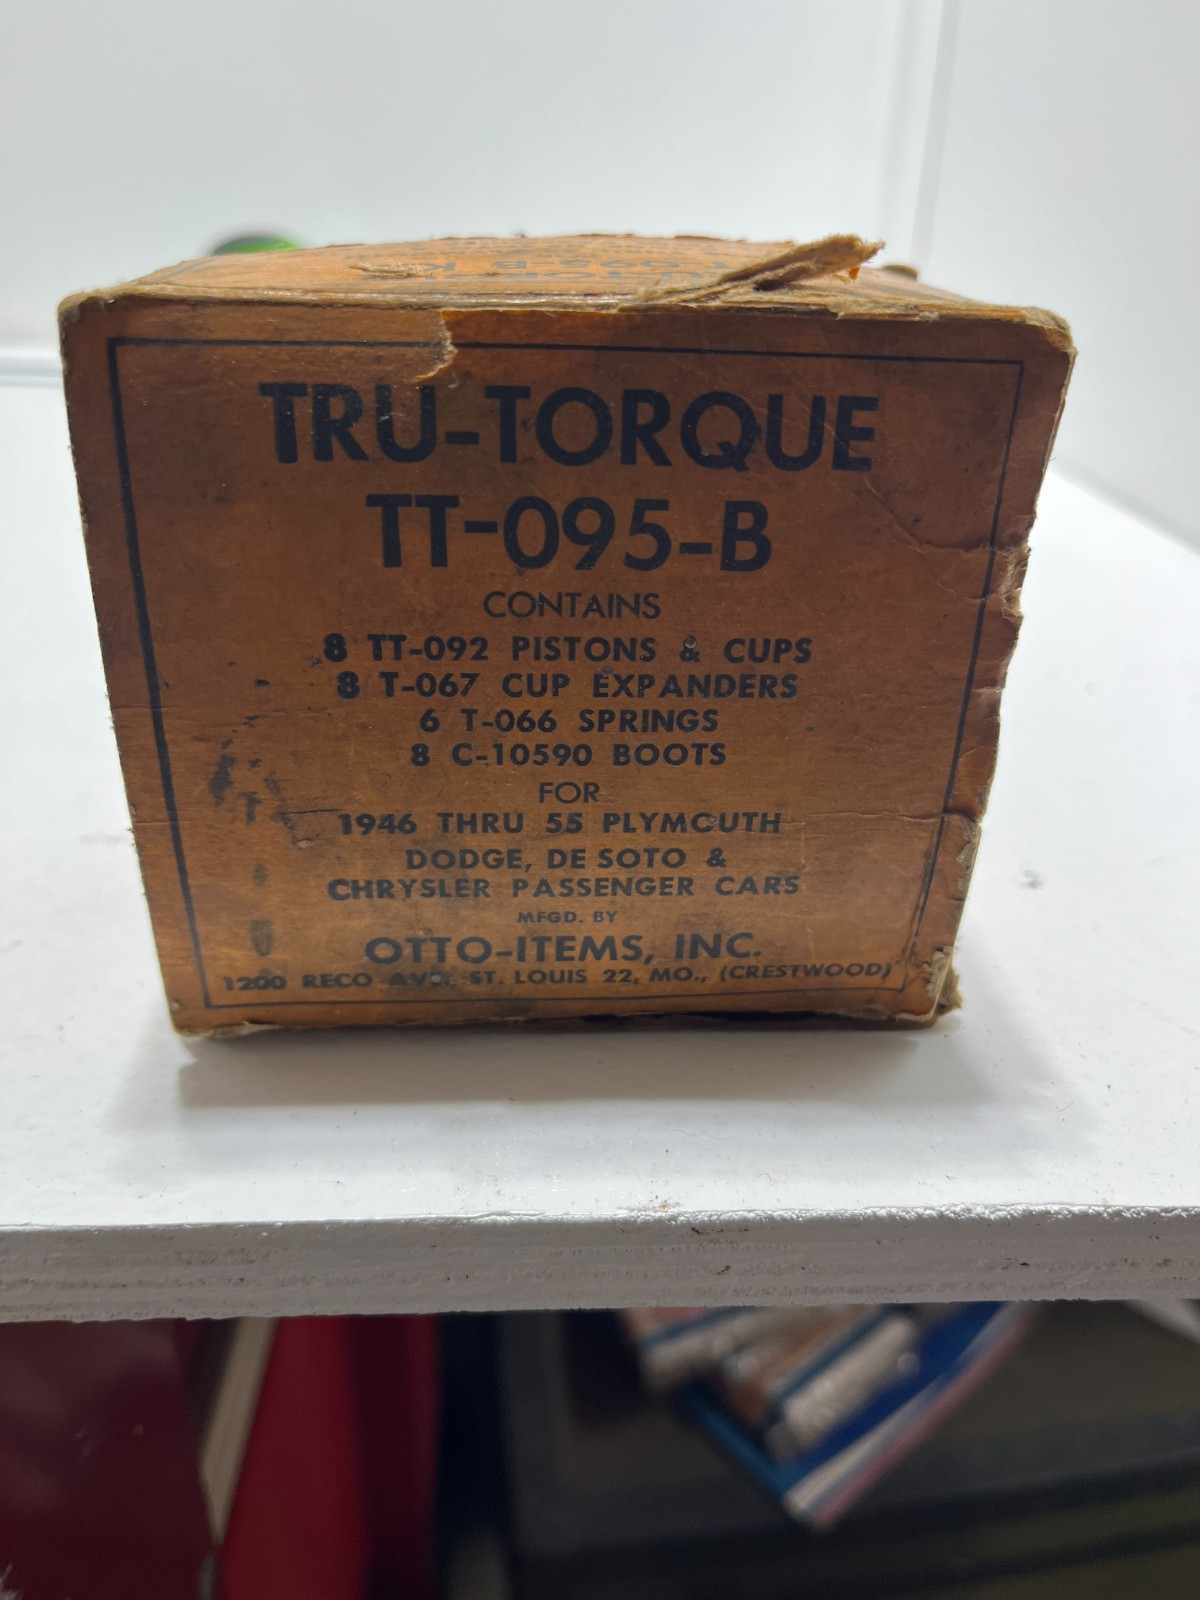 TRU-TORQUE
TT-095-B
CONTAINS
8 TT-092 PISTONS & CUPS
8 T-067 CUP EXPANDERS
6 T-066 SPRINGS
8 C-10590 BOOTS
FOR
1946 THRU 55 PLYMOUTH
DODGE, DE SOTO &
CHRYSLER PASSENGER CARS
MFGD. BY
OTTO-ITEMS, INC.
1200 RECO AVE. ST. LOUIS 22, MO., (CRESTWOOD)